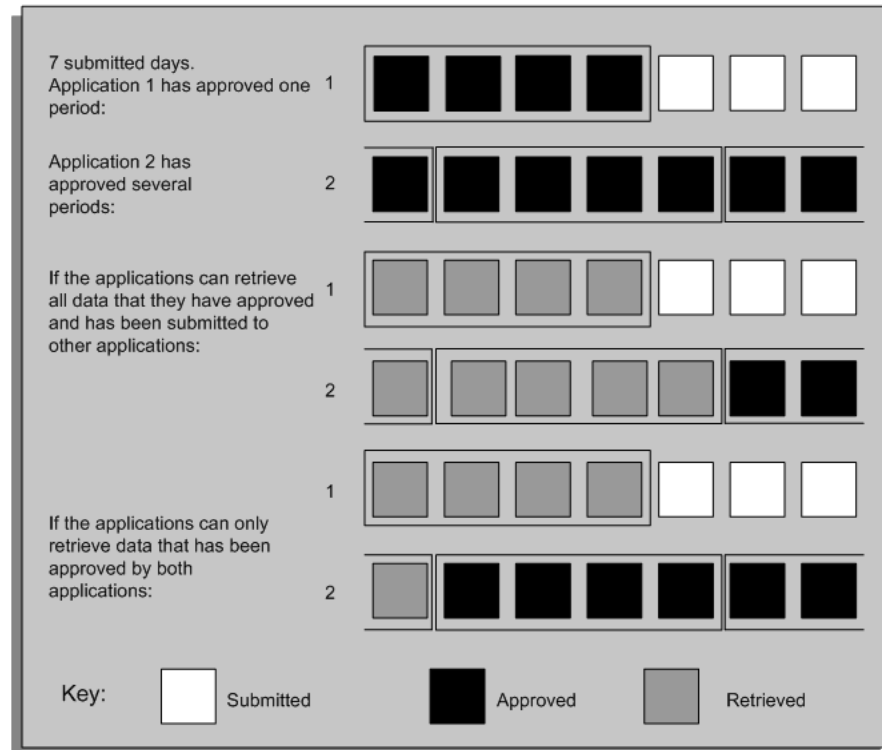 7 submitted days.
Application 1 has approved one
period:
1
Application 2 has
approved several
periods:
2
If the applications can retrieve
all data that they have approved
and has been submitted to
other applications:
1
2
If the applications can only
retrieve data that has been
approved by both
applications:
1
2
Key:
Submitted
Approved
Retrieved